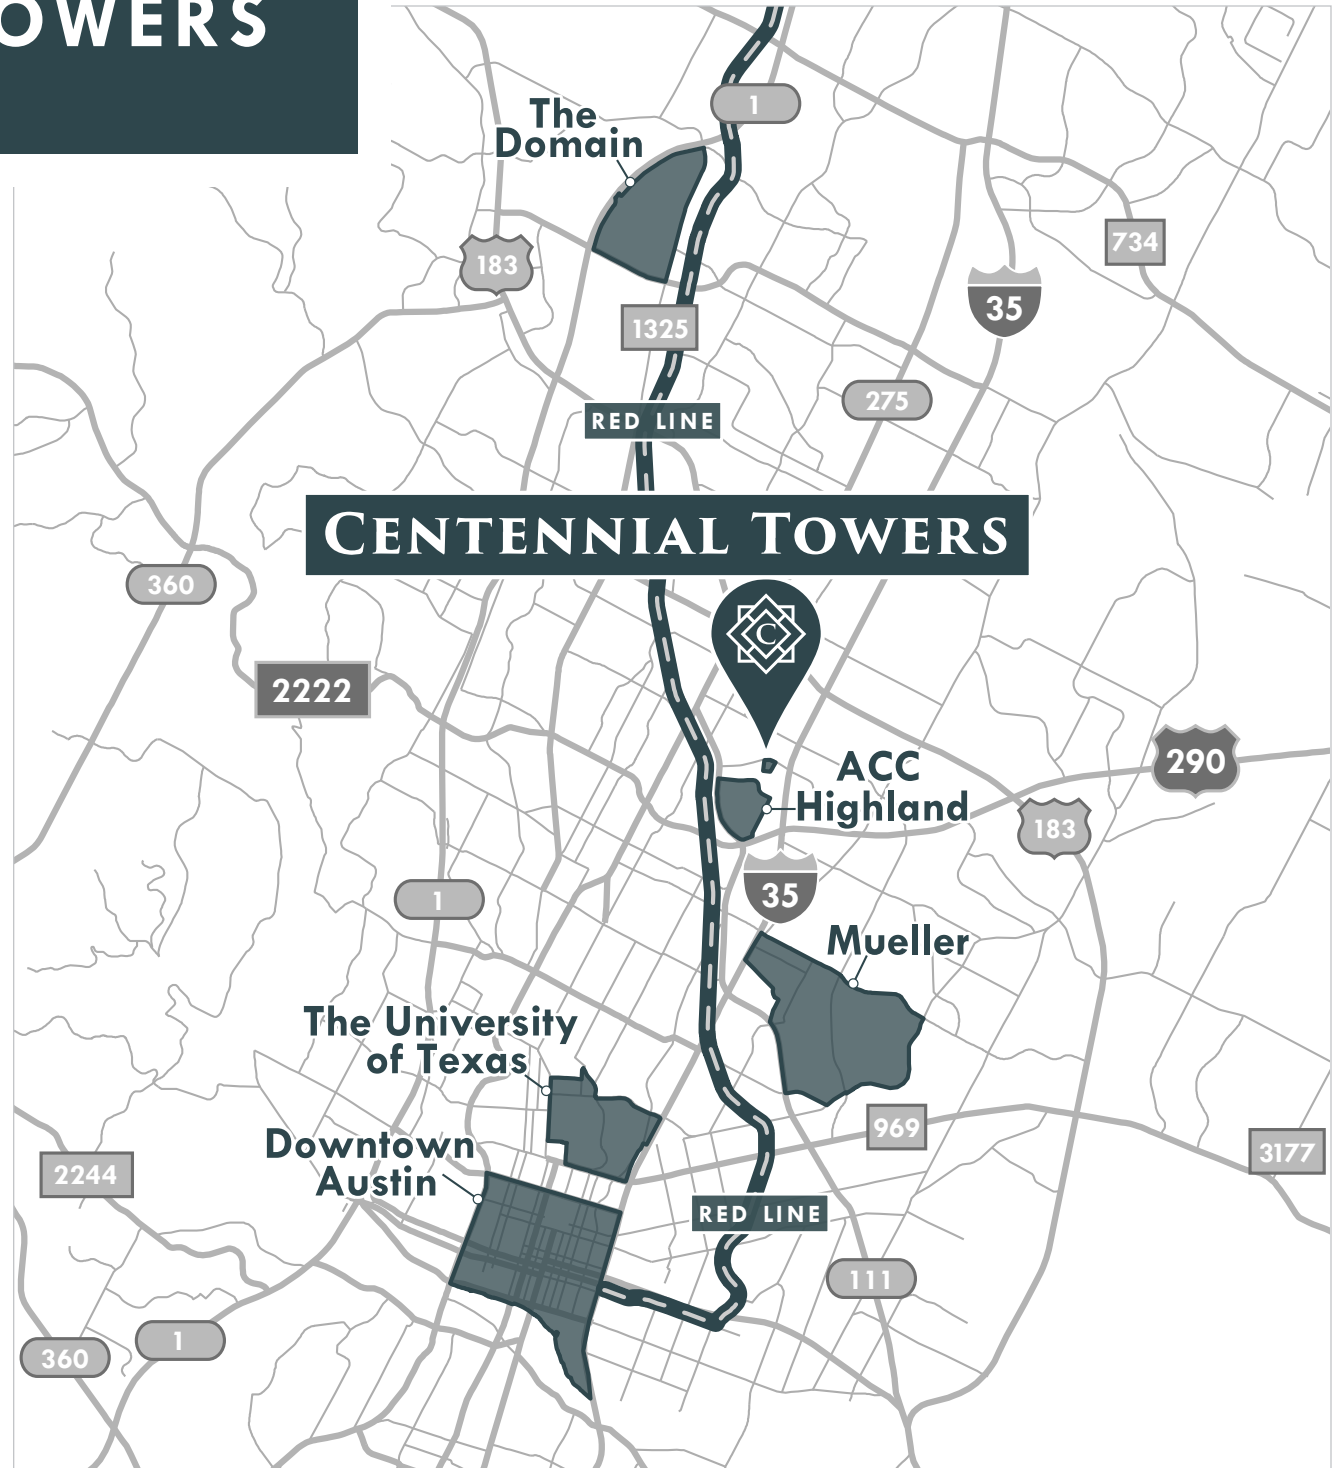 OWERS
1
The
Domain
734
183
35
1325
275
RED LINE
CENTENNIAL TOWERS
360
C
2222
ACC
Highland
290
183
35
1
Mueller
The University
of Texas
969
Downtown
Austin
3177
2244
RED LINE
111
1
360